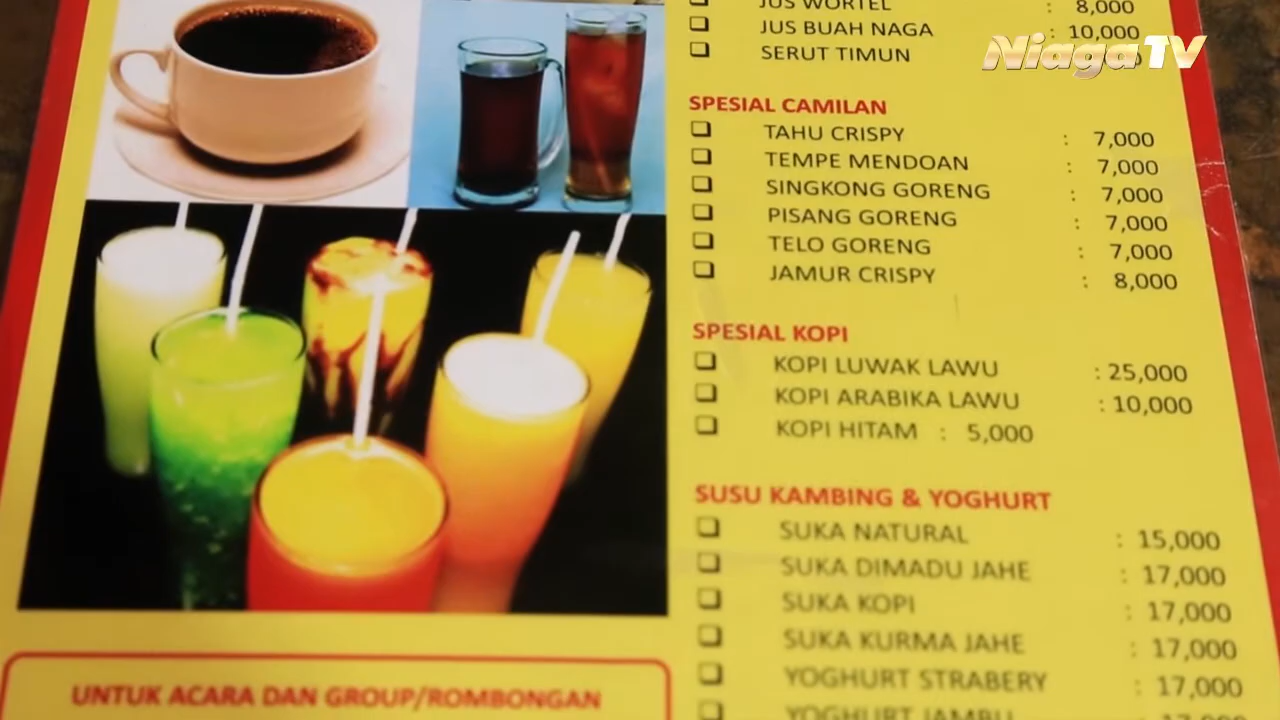 JUS WORTEL : 8,000
JUS BUAH NAGA : 10,000
SERUT TIMUN
NiagaTV
SPESIAL CAMILAN
TAHU CRISPY : 7,000
TEMPE MENDOAN : 7,000
SINGKONG GORENG : 7,000
PISANG GORENG : 7,000
TELO GORENG : 7,000
JAMUR CRISPY : 8,000
SPESIAL KOPI
KOPI LUWAK LAWU : 25,000
KOPI ARABIKA LAWU : 10,000
KOPI HITAM : 5,000
SUSU KAMBING & YOGHURT
SUKA NATURAL : 15,000
SUKA DIMADU JAHE : 17,000
SUKA KOPI : 17,000
SUKA KURMA JAHE : 17,000
YOGHURT STRABERY : 17,000
YOGHURT JAMBU : 17,000
UNTUK ACARA DAN GROUP/ROMBONGAN